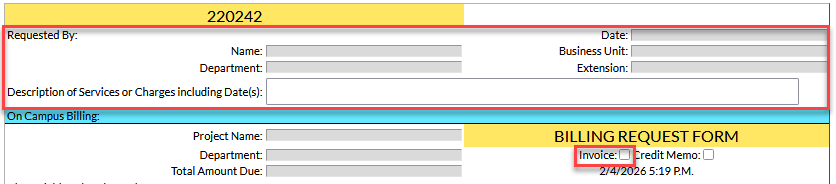 220242
Requested By: Date:
Name: Business Unit:
Department: Extension:
Description of Services or Charges including Date(s):
On Campus Billing:
Project Name: BILLING REQUEST FORM
Department: Invoice: Credit Memo:
Total Amount Due: 2/4/2026 5:19 P.M.